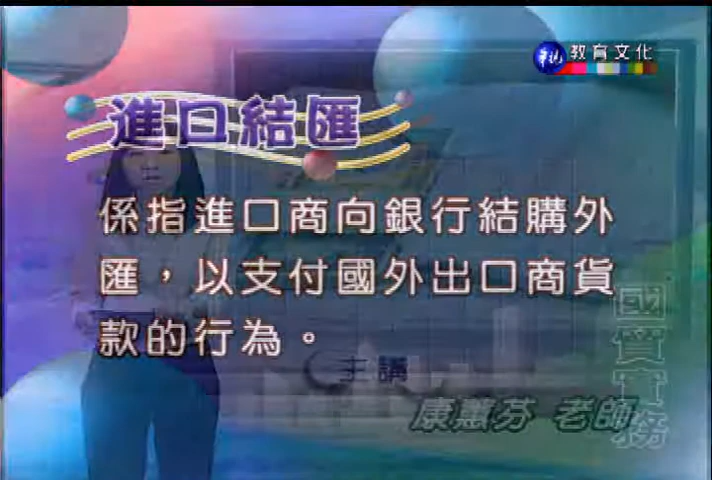 華視 教育文化
進口結匯
係指進口商向銀行結購外
匯，以支付國外出口商貨
款的行為。
主講
康蕙芬 老師
國貿實務